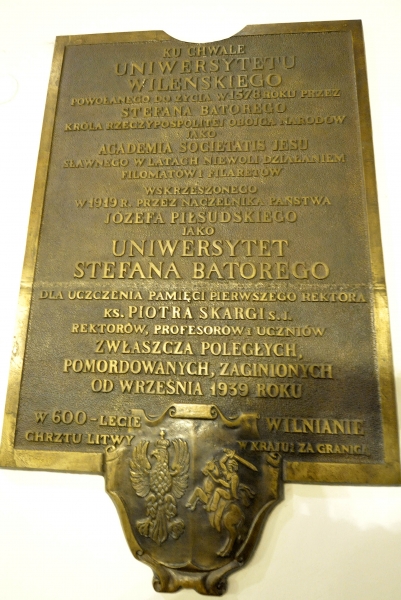 KU CHWALE
UNIWERSYTETU
WILEŃSKIEGO
POWOŁANEGO DO ŻYCIA W 1578 ROKU PRZEZ
STEFANA BATOREGO
KRÓLA RZECZYPOSPOLITEJ OBOJGA NARODÓW
JAKO
ACADEMIA SOCIETATIS JESU
SŁAWNEGO W LATACH NIEWOLI DZIAŁANIEM
FILOMATÓW I FILARETÓW
WSKRZESZONEGO
W 1919 R. PRZEZ NACZELNIKA PAŃSTWA
JÓZEFA PIŁSUDSKIEGO
JAKO
UNIWERSYTET
STEFANA BATOREGO
DLA UCZCZENIA PAMIĘCI PIERWSZEGO REKTORA
KS. PIOTRA SKARGI S.I.
REKTORÓW, PROFESORÓW I UCZNIÓW
ZWŁASZCZA POLEGŁYCH,
POMORDOWANYCH, ZAGINIONYCH
OD WRZEŚNIA 1939 ROKU
W 600-LECIE
CHRZTU LITWY
WILNIANIE
W KRAJU I ZA GRANICĄ